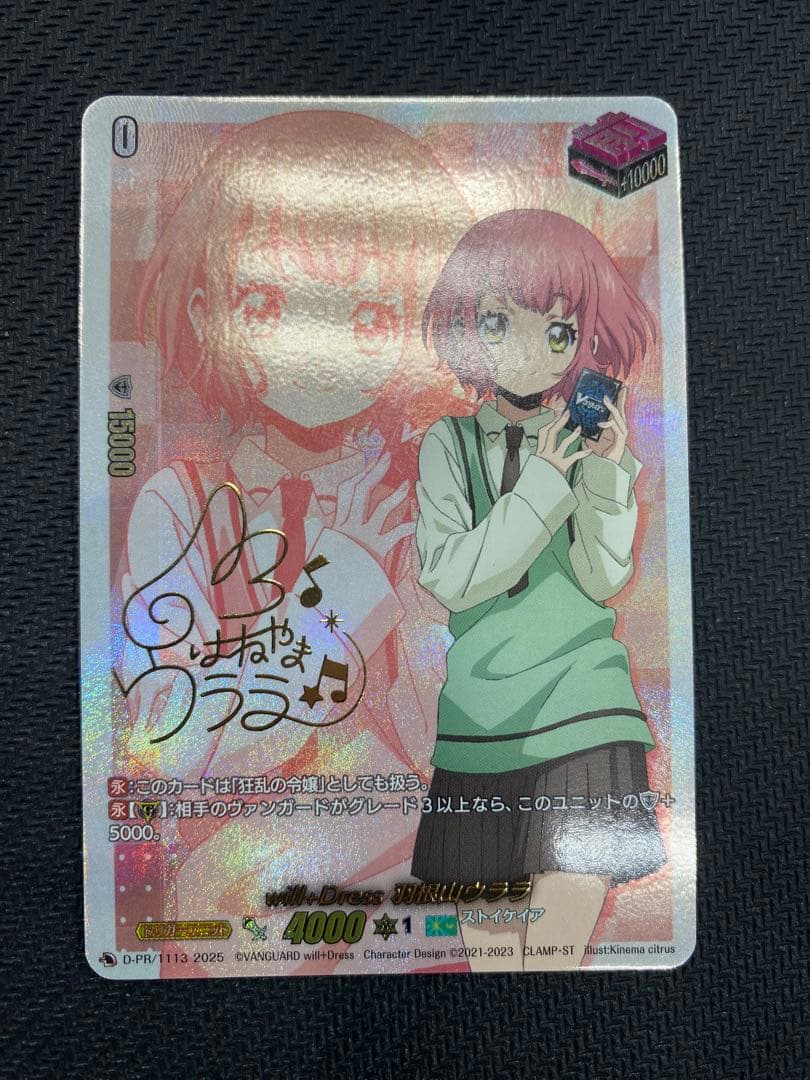 0
+10000
15000
Vanguard
はねやま
ウララ
永:このカードは「狂乱の令嬢」としても扱う。
永【G】:相手のヴァンガードがグレード3以上なら、このユニットの+
5000。
will+Dress 羽根山ウララ
トリガーユニット
4000
1
ストイケイア
D-PR/1113 2025 ©VANGUARD will+Dress Character Design ©2021-2023 CLAMP・ST illust:Kinema citrus